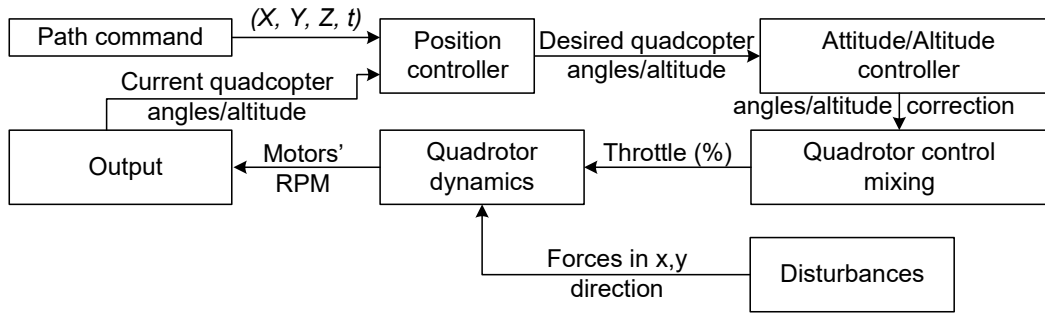 Path command
(X, Y, Z, t)
Position
controller
Desired quadcopter
angles/altitude
Attitude/Altitude
controller
Current quadcopter
angles/altitude
angles/altitude correction
Output
Motors’
RPM
Quadrotor
dynamics
Throttle (%)
Quadrotor control
mixing
Forces in x,y
direction
Disturbances